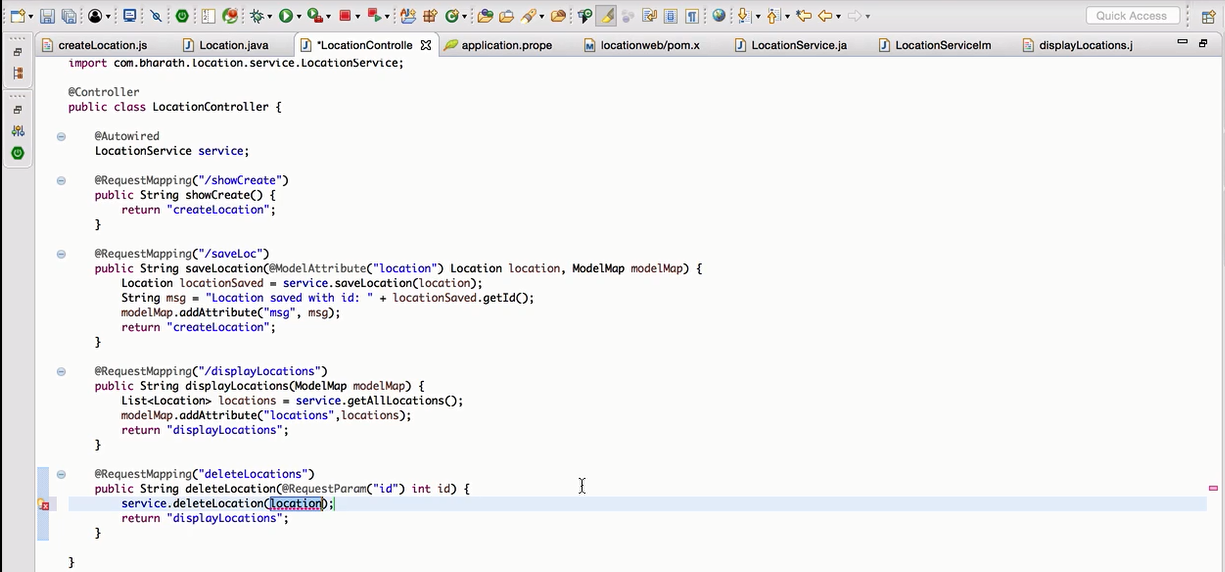 Quick Access
createLocation.js
Location.java
*LocationControlle
application.prope
locationweb/pom.x
LocationService.ja
LocationServiceIm
displayLocations.j
import com.bharath.location.service.LocationService;
@Controller
public class LocationController {
@Autowired
LocationService service;
@RequestMapping("/showCreate")
public String showCreate() {
return "createLocation";
}
@RequestMapping("/saveLoc")
public String saveLocation(@ModelAttribute("location") Location location, ModelMap modelMap) {
Location locationSaved = service.saveLocation(location);
String msg = "Location saved with id: " + locationSaved.getId();
modelMap.addAttribute("msg", msg);
return "createLocation";
}
@RequestMapping("/displayLocations")
public String displayLocations(ModelMap modelMap) {
List<Location> locations = service.getAllLocations();
modelMap.addAttribute("locations",locations);
return "displayLocations";
}
@RequestMapping("deleteLocations")
public String deleteLocation(@RequestParam("id") int id) {
service.deleteLocation(location);
return "displayLocations";
}
}